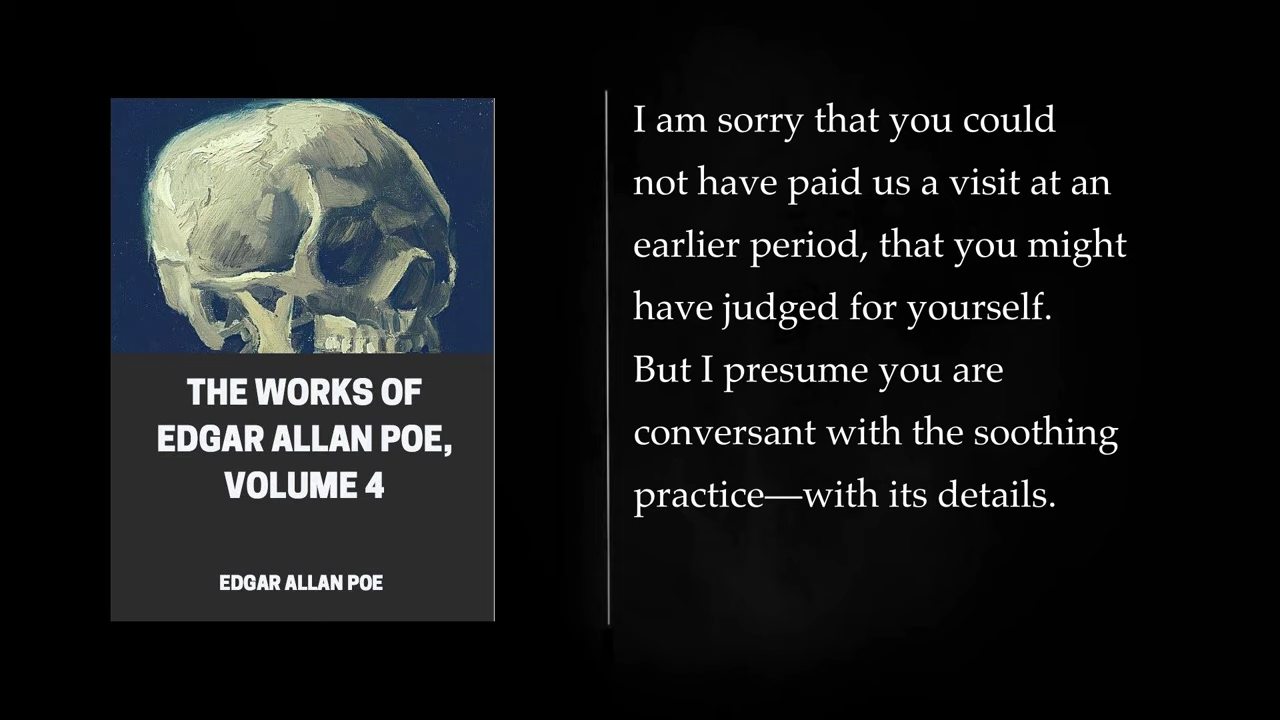 THE WORKS OF
EDGAR ALLAN POE,
VOLUME 4
EDGAR ALLAN POE
I am sorry that you could
not have paid us a visit at an
earlier period, that you might
have judged for yourself.
But I presume you are
conversant with the soothing
practice—with its details.